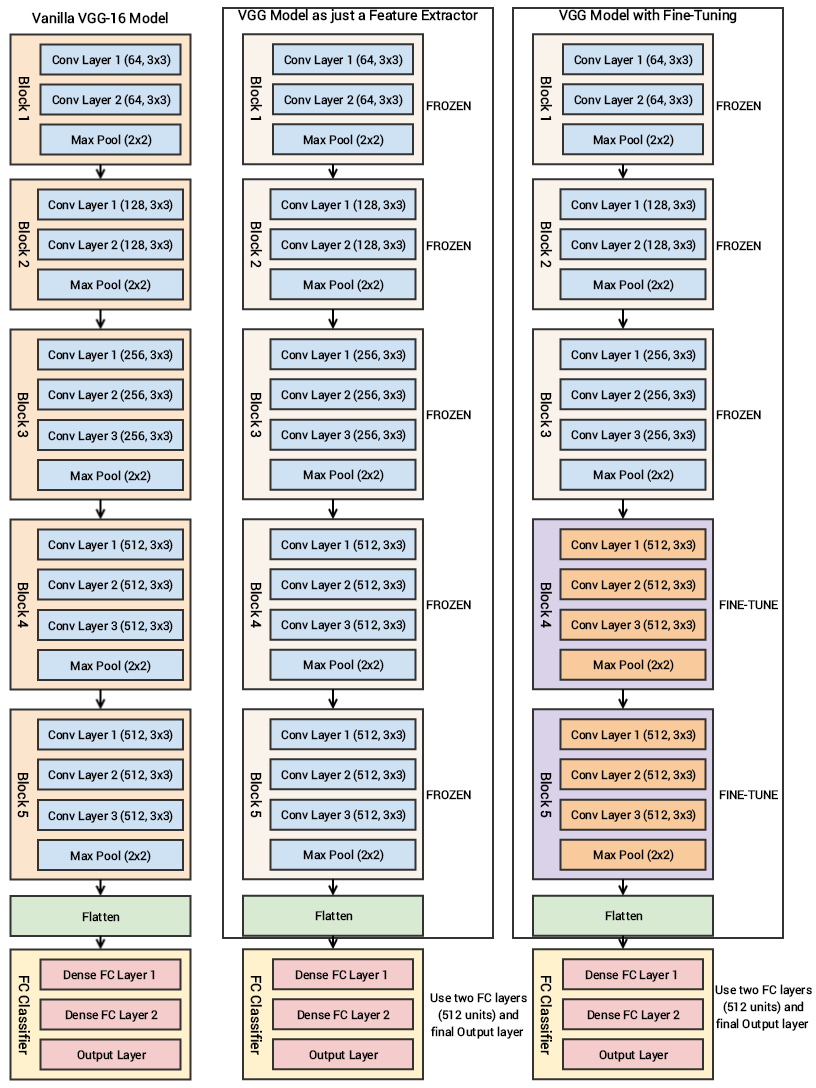 Vanilla VGG-16 Model
Block 1
Conv Layer 1 (64, 3x3)
Conv Layer 2 (64, 3x3)
Max Pool (2x2)
Block 2
Conv Layer 1 (128, 3x3)
Conv Layer 2 (128, 3x3)
Max Pool (2x2)
Block 3
Conv Layer 1 (256, 3x3)
Conv Layer 2 (256, 3x3)
Conv Layer 3 (256, 3x3)
Max Pool (2x2)
Block 4
Conv Layer 1 (512, 3x3)
Conv Layer 2 (512, 3x3)
Conv Layer 3 (512, 3x3)
Max Pool (2x2)
Block 5
Conv Layer 1 (512, 3x3)
Conv Layer 2 (512, 3x3)
Conv Layer 3 (512, 3x3)
Max Pool (2x2)
Flatten
FC Classifier
Dense FC Layer 1
Dense FC Layer 2
Output Layer
VGG Model as just a Feature Extractor
Block 1
Conv Layer 1 (64, 3x3)
Conv Layer 2 (64, 3x3)
Max Pool (2x2)
FROZEN
Block 2
Conv Layer 1 (128, 3x3)
Conv Layer 2 (128, 3x3)
Max Pool (2x2)
FROZEN
Block 3
Conv Layer 1 (256, 3x3)
Conv Layer 2 (256, 3x3)
Conv Layer 3 (256, 3x3)
Max Pool (2x2)
FROZEN
Block 4
Conv Layer 1 (512, 3x3)
Conv Layer 2 (512, 3x3)
Conv Layer 3 (512, 3x3)
Max Pool (2x2)
FROZEN
Block 5
Conv Layer 1 (512, 3x3)
Conv Layer 2 (512, 3x3)
Conv Layer 3 (512, 3x3)
Max Pool (2x2)
FROZEN
Flatten
FC Classifier
Dense FC Layer 1
Dense FC Layer 2
Output Layer
Use two FC layers
(512 units) and
final Output layer
VGG Model with Fine-Tuning
Block 1
Conv Layer 1 (64, 3x3)
Conv Layer 2 (64, 3x3)
Max Pool (2x2)
FROZEN
Block 2
Conv Layer 1 (128, 3x3)
Conv Layer 2 (128, 3x3)
Max Pool (2x2)
FROZEN
Block 3
Conv Layer 1 (256, 3x3)
Conv Layer 2 (256, 3x3)
Conv Layer 3 (256, 3x3)
Max Pool (2x2)
FROZEN
Block 4
Conv Layer 1 (512, 3x3)
Conv Layer 2 (512, 3x3)
Conv Layer 3 (512, 3x3)
Max Pool (2x2)
FINE-TUNE
Block 5
Conv Layer 1 (512, 3x3)
Conv Layer 2 (512, 3x3)
Conv Layer 3 (512, 3x3)
Max Pool (2x2)
FINE-TUNE
Flatten
FC Classifier
Dense FC Layer 1
Dense FC Layer 2
Output Layer
Use two FC layers
(512 units) and
final Output layer